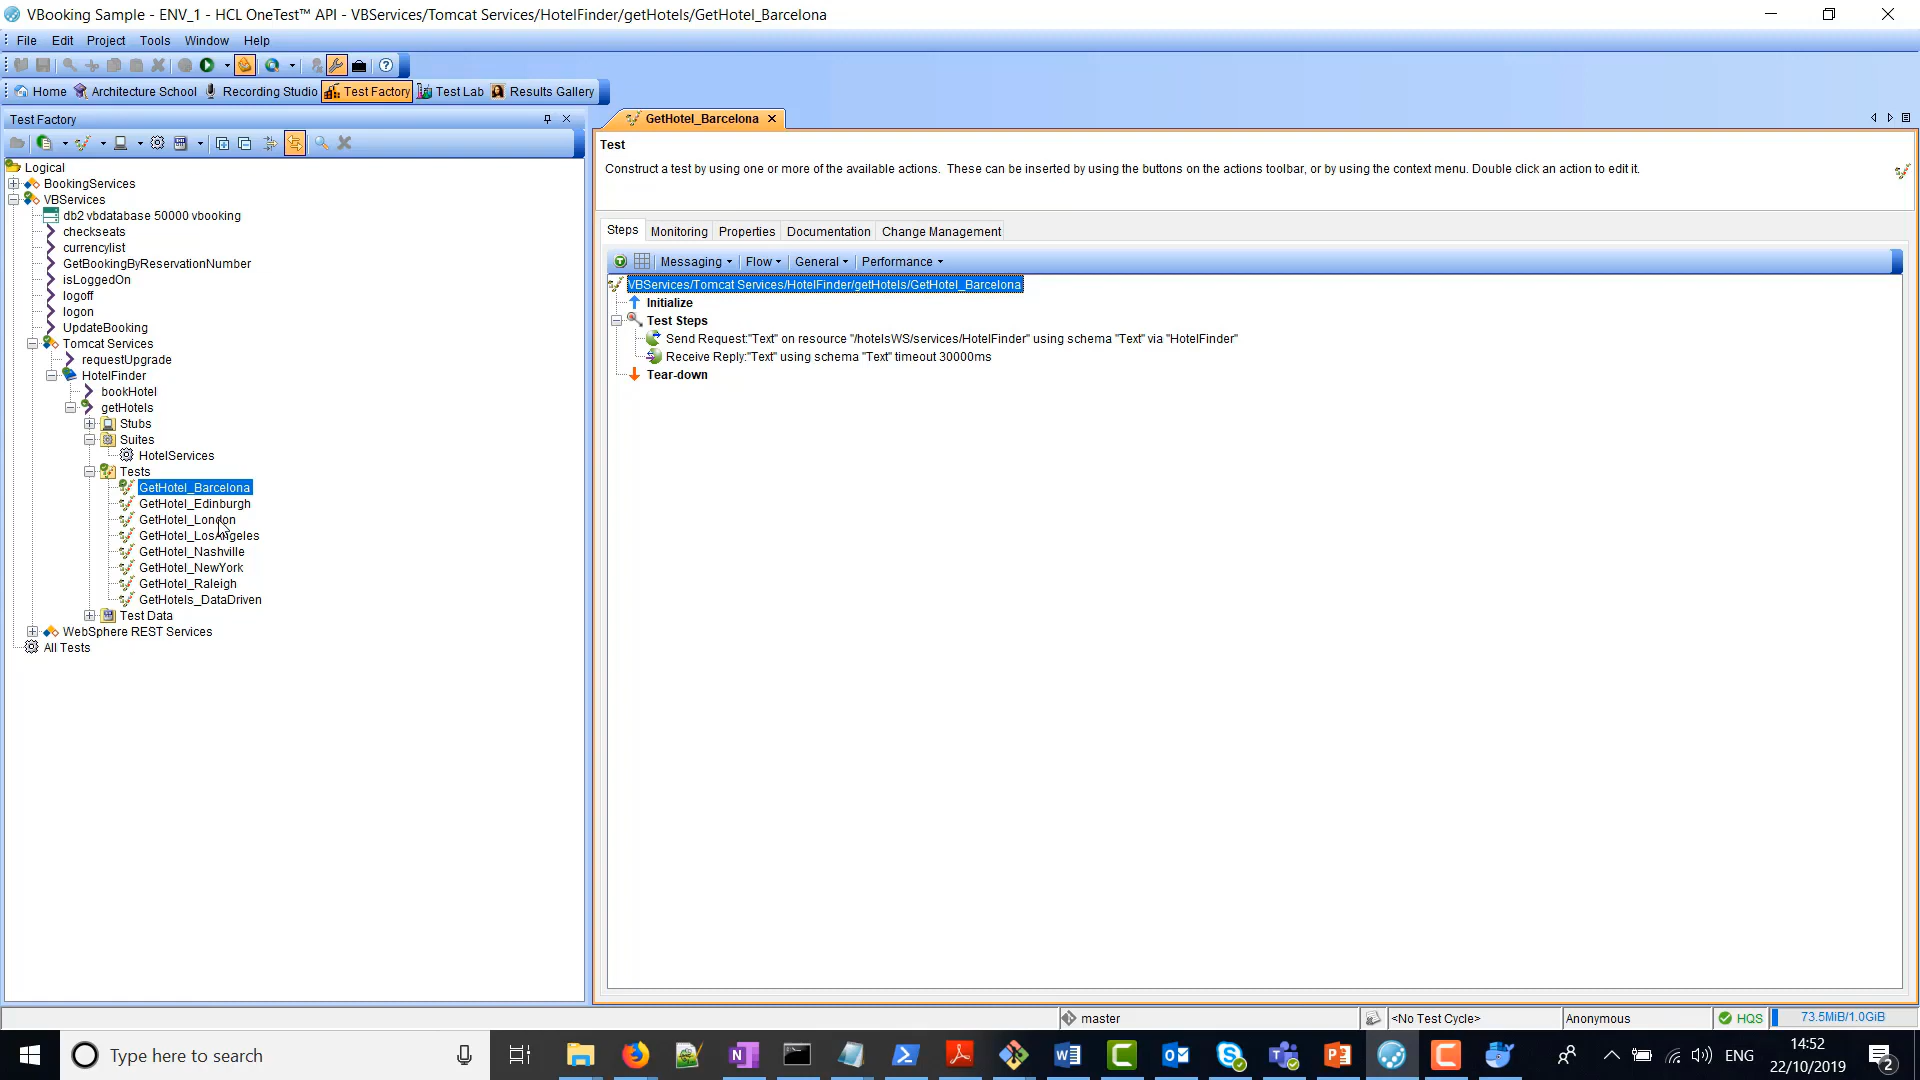 VBooking Sample - ENV_1 - HCL OneTest™ API - VBServices/Tomcat Services/HotelFinder/getHotels/GetHotel_Barcelona
File Edit Project Tools Window Help
Home Architecture School Recording Studio Test Factory Test Lab Results Gallery
Test Factory
GetHotel_Barcelona
Test
Construct a test by using one or more of the available actions. These can be inserted by using the buttons on the actions toolbar, or by using the context menu. Double click an action to edit it.
Steps Monitoring Properties Documentation Change Management
Messaging Flow General Performance
VBServices/Tomcat Services/HotelFinder/getHotels/GetHotel_Barcelona
Initialize
Test Steps
Send Request:"Text" on resource "/hotelsWS/services/HotelFinder" using schema "Text" via "HotelFinder"
Receive Reply:"Text" using schema "Text" timeout 30000ms
Tear-down
Logical
BookingServices
VBServices
db2 vbdatabase 50000 vbooking
checkseats
currencylist
GetBookingByReservationNumber
isLoggedOn
logoff
logon
UpdateBooking
Tomcat Services
requestUpgrade
HotelFinder
bookHotel
getHotels
Stubs
Suites
HotelServices
Tests
GetHotel_Barcelona
GetHotel_Edinburgh
GetHotel_London
GetHotel_LosAngeles
GetHotel_Nashville
GetHotel_NewYork
GetHotel_Raleigh
GetHotels_DataDriven
Test Data
WebSphere REST Services
All Tests
master <No Test Cycle> Anonymous HQS 73.5MiB/1.0GiB
Type here to search
ENG
14:52
22/10/2019
2